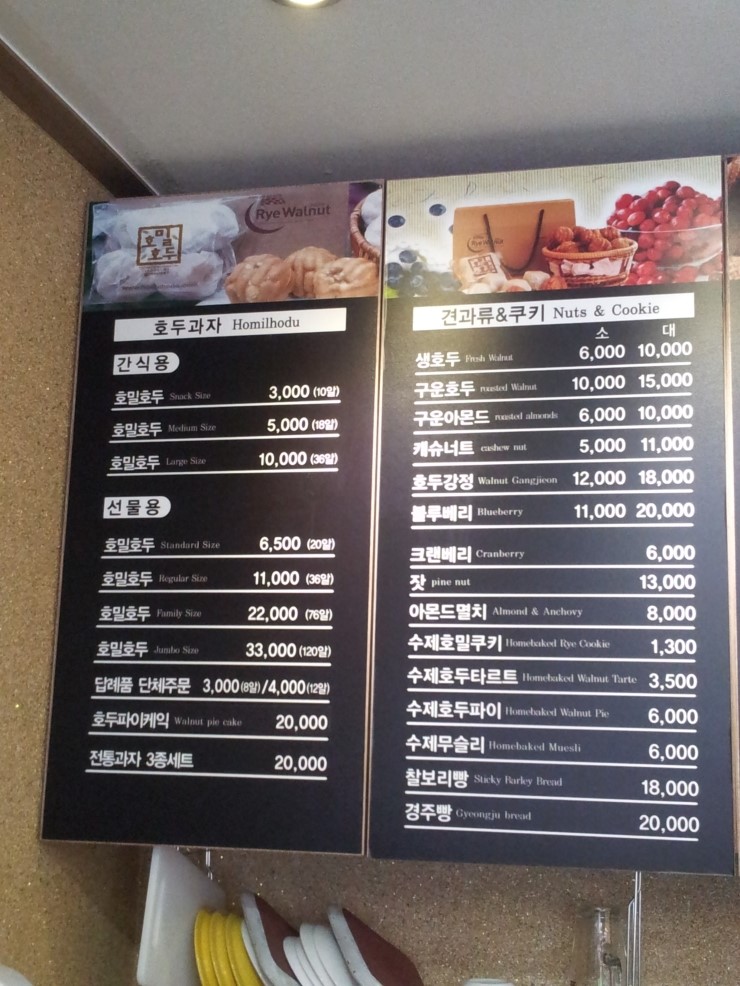 호밀
호두
Rye Walnut
호두과자 Homilhodu
간식용
호밀호두 Snack Size 3,000 (10알)
호밀호두 Medium Size 5,000 (18알)
호밀호두 Large Size 10,000 (36알)
선물용
호밀호두 Standard Size 6,500 (20알)
호밀호두 Regular Size 11,000 (36알)
호밀호두 Family Size 22,000 (76알)
호밀호두 Jumbo Size 33,000 (120알)
답례품 단체주문 3,000(8알)/4,000(12알)
호두파이케익 Walnut pie cake 20,000
전통과자 3종세트 20,000
Rye Walnut
견과류&쿠키 Nuts & Cookie
소 대
생호두 Fresh Walnut 6,000 10,000
구운호두 roasted Walnut 10,000 15,000
구운아몬드 roasted almonds 6,000 10,000
캐슈너트 cashew nut 5,000 11,000
호두강정 Walnut Gangjieon 12,000 18,000
블루베리 Blueberry 11,000 20,000
크랜베리 Cranberry 6,000
잣 pine nut 13,000
아몬드멸치 Almond & Anchovy 8,000
수제호밀쿠키 Homebaked Rye Cookie 1,300
수제호두타르트 Homebaked Walnut Tarte 3,500
수제호두파이 Homebaked Walnut Pie 6,000
수제무슬리 Homebaked Muesli 6,000
찰보리빵 Sticky Barley Bread 18,000
경주빵 Gyeongju bread 20,000